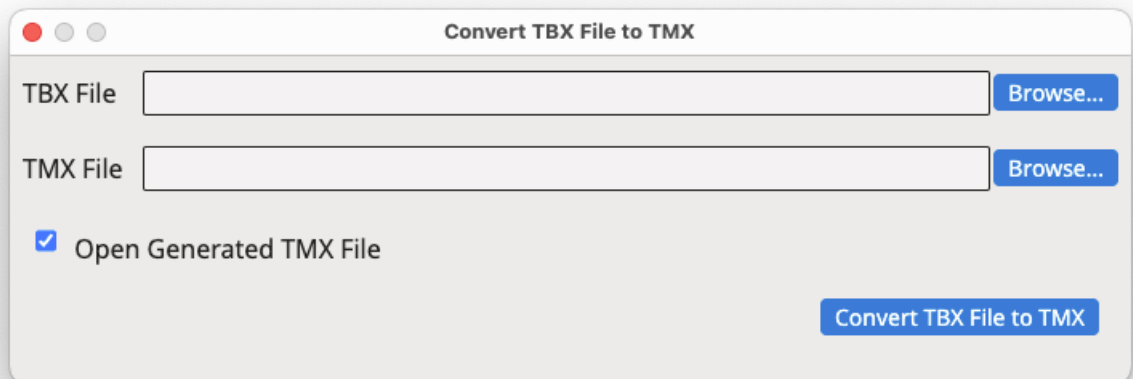 Convert TBX File to TMX
TBX File Browse...
TMX File Browse...
Open Generated TMX File
Convert TBX File to TMX